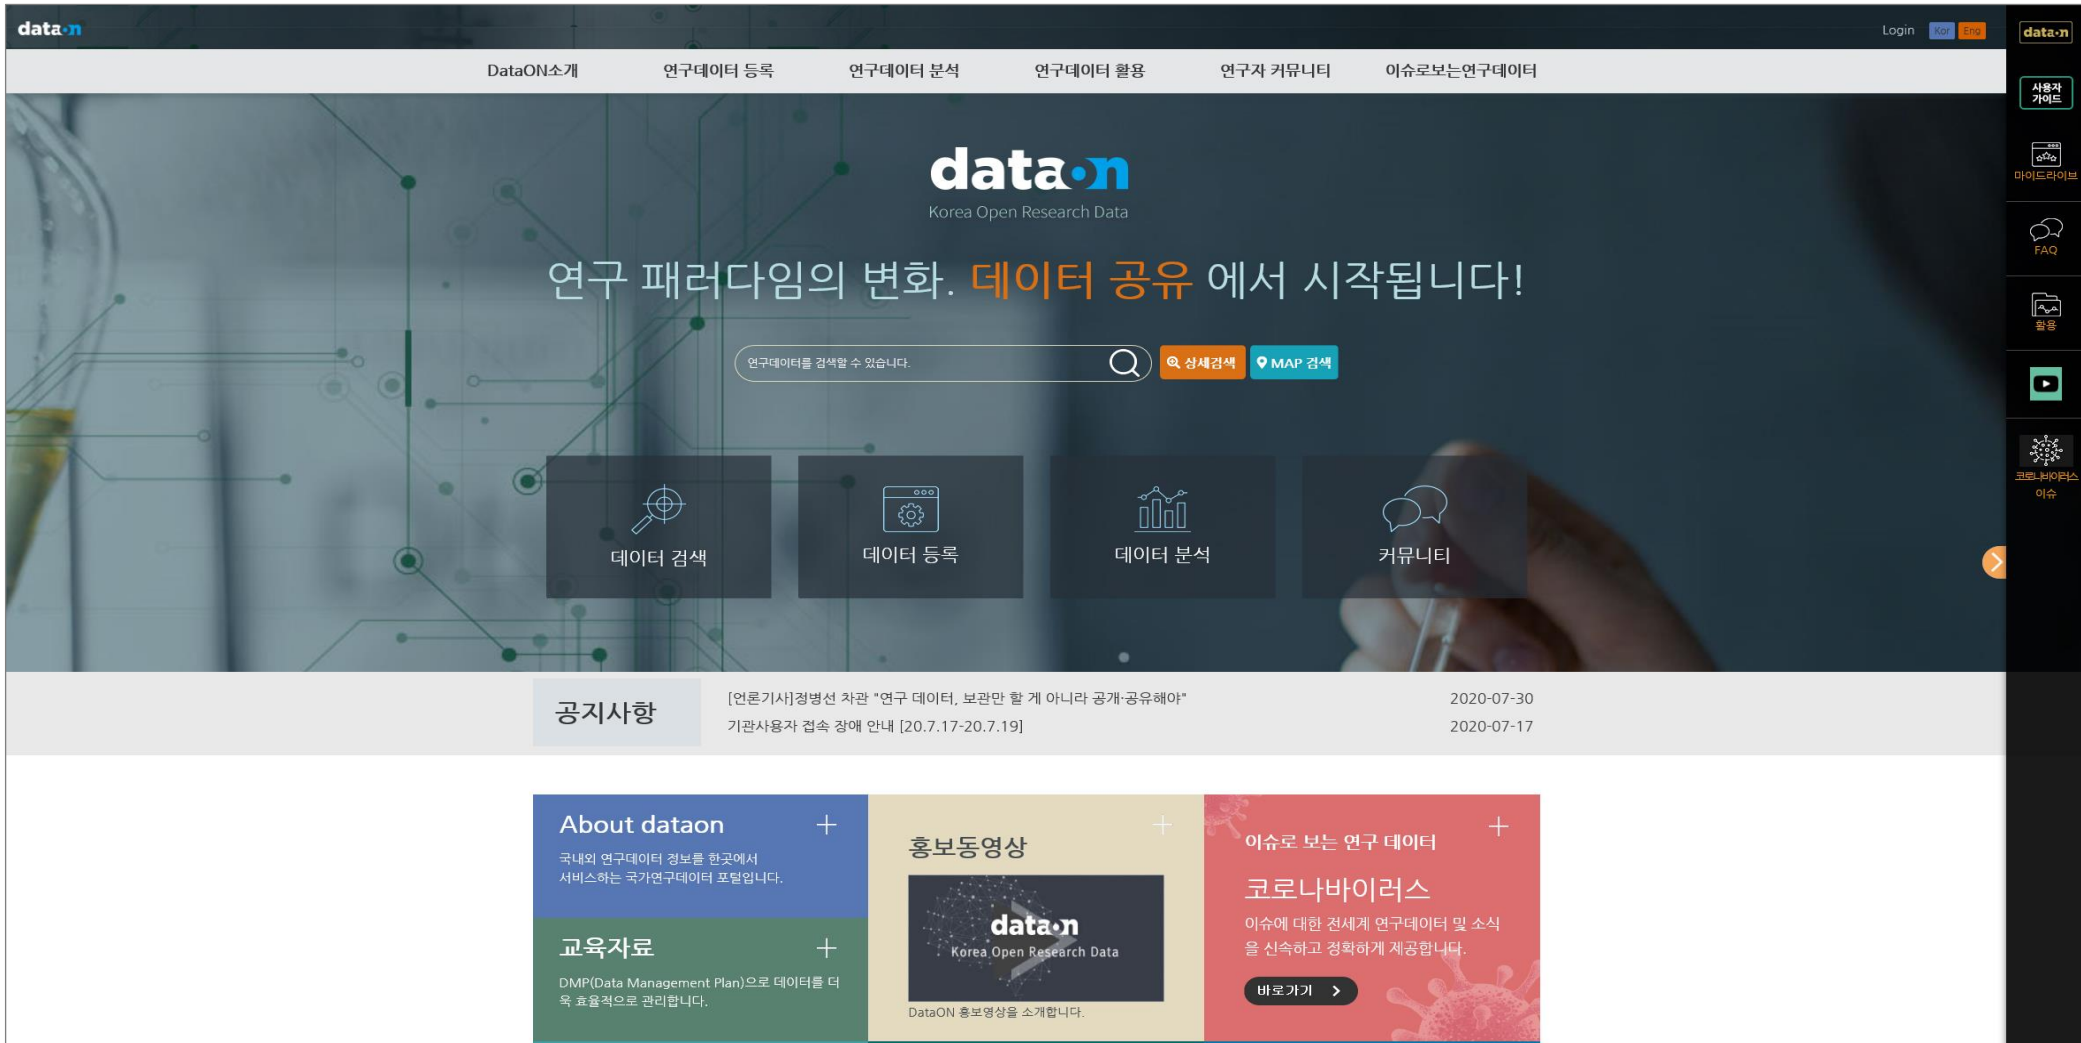 data•n
Login Kor Eng
DataON소개 연구데이터 등록 연구데이터 분석 연구데이터 활용 연구자 커뮤니티 이슈로보는연구데이터
data•n
Korea Open Research Data
연구 패러다임의 변화. 데이터 공유 에서 시작됩니다!
연구데이터를 검색할 수 있습니다.
상세검색
MAP 검색
데이터 검색
데이터 등록
데이터 분석
커뮤니티
공지사항
[언론기사]정병선 차관 "연구 데이터, 보관만 할 게 아니라 공개·공유해야" 2020-07-30
기관사용자 접속 장애 안내 [20.7.17-20.7.19] 2020-07-17
About dataon
국내외 연구데이터 정보를 한곳에서
서비스하는 국가연구데이터 포털입니다.
교육자료
DMP(Data Management Plan)으로 데이터를 더
욱 효율적으로 관리합니다.
홍보동영상
data•n
Korea Open Research Data
DataON 홍보영상을 소개합니다.
이슈로 보는 연구 데이터
코로나바이러스
이슈에 대한 전세계 연구데이터 및 소식
을 신속하고 정확하게 제공합니다.
바로가기
data•n
사용자
가이드
마이드라이브
FAQ
활용
코로나바이러스
이슈